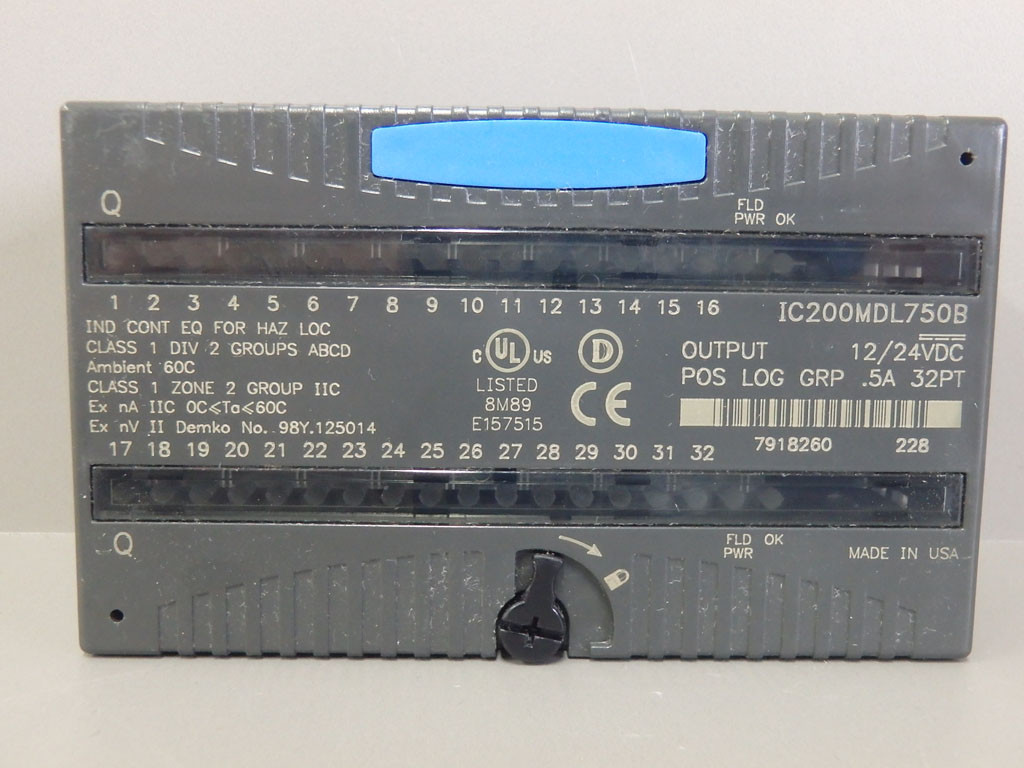 Q
FLD
PWR OK
1 2 3 4 5 6 7 8 9 10 11 12 13 14 15 16
IC200MDL750B
IND CONT EQ FOR HAZ LOC
CLASS 1 DIV 2 GROUPS ABCD
Ambient 60C
CLASS 1 ZONE 2 GROUP IIC
Ex nA IIC 0C≤Ta≤60C
Ex nV II Demko No. 98Y.125014
C UL US
LISTED
8M89
E157515
D
CE
OUTPUT 12/24VDC
POS LOG GRP .5A 32PT
7918260 228
17 18 19 20 21 22 23 24 25 26 27 28 29 30 31 32
Q
FLD OK
PWR
MADE IN USA